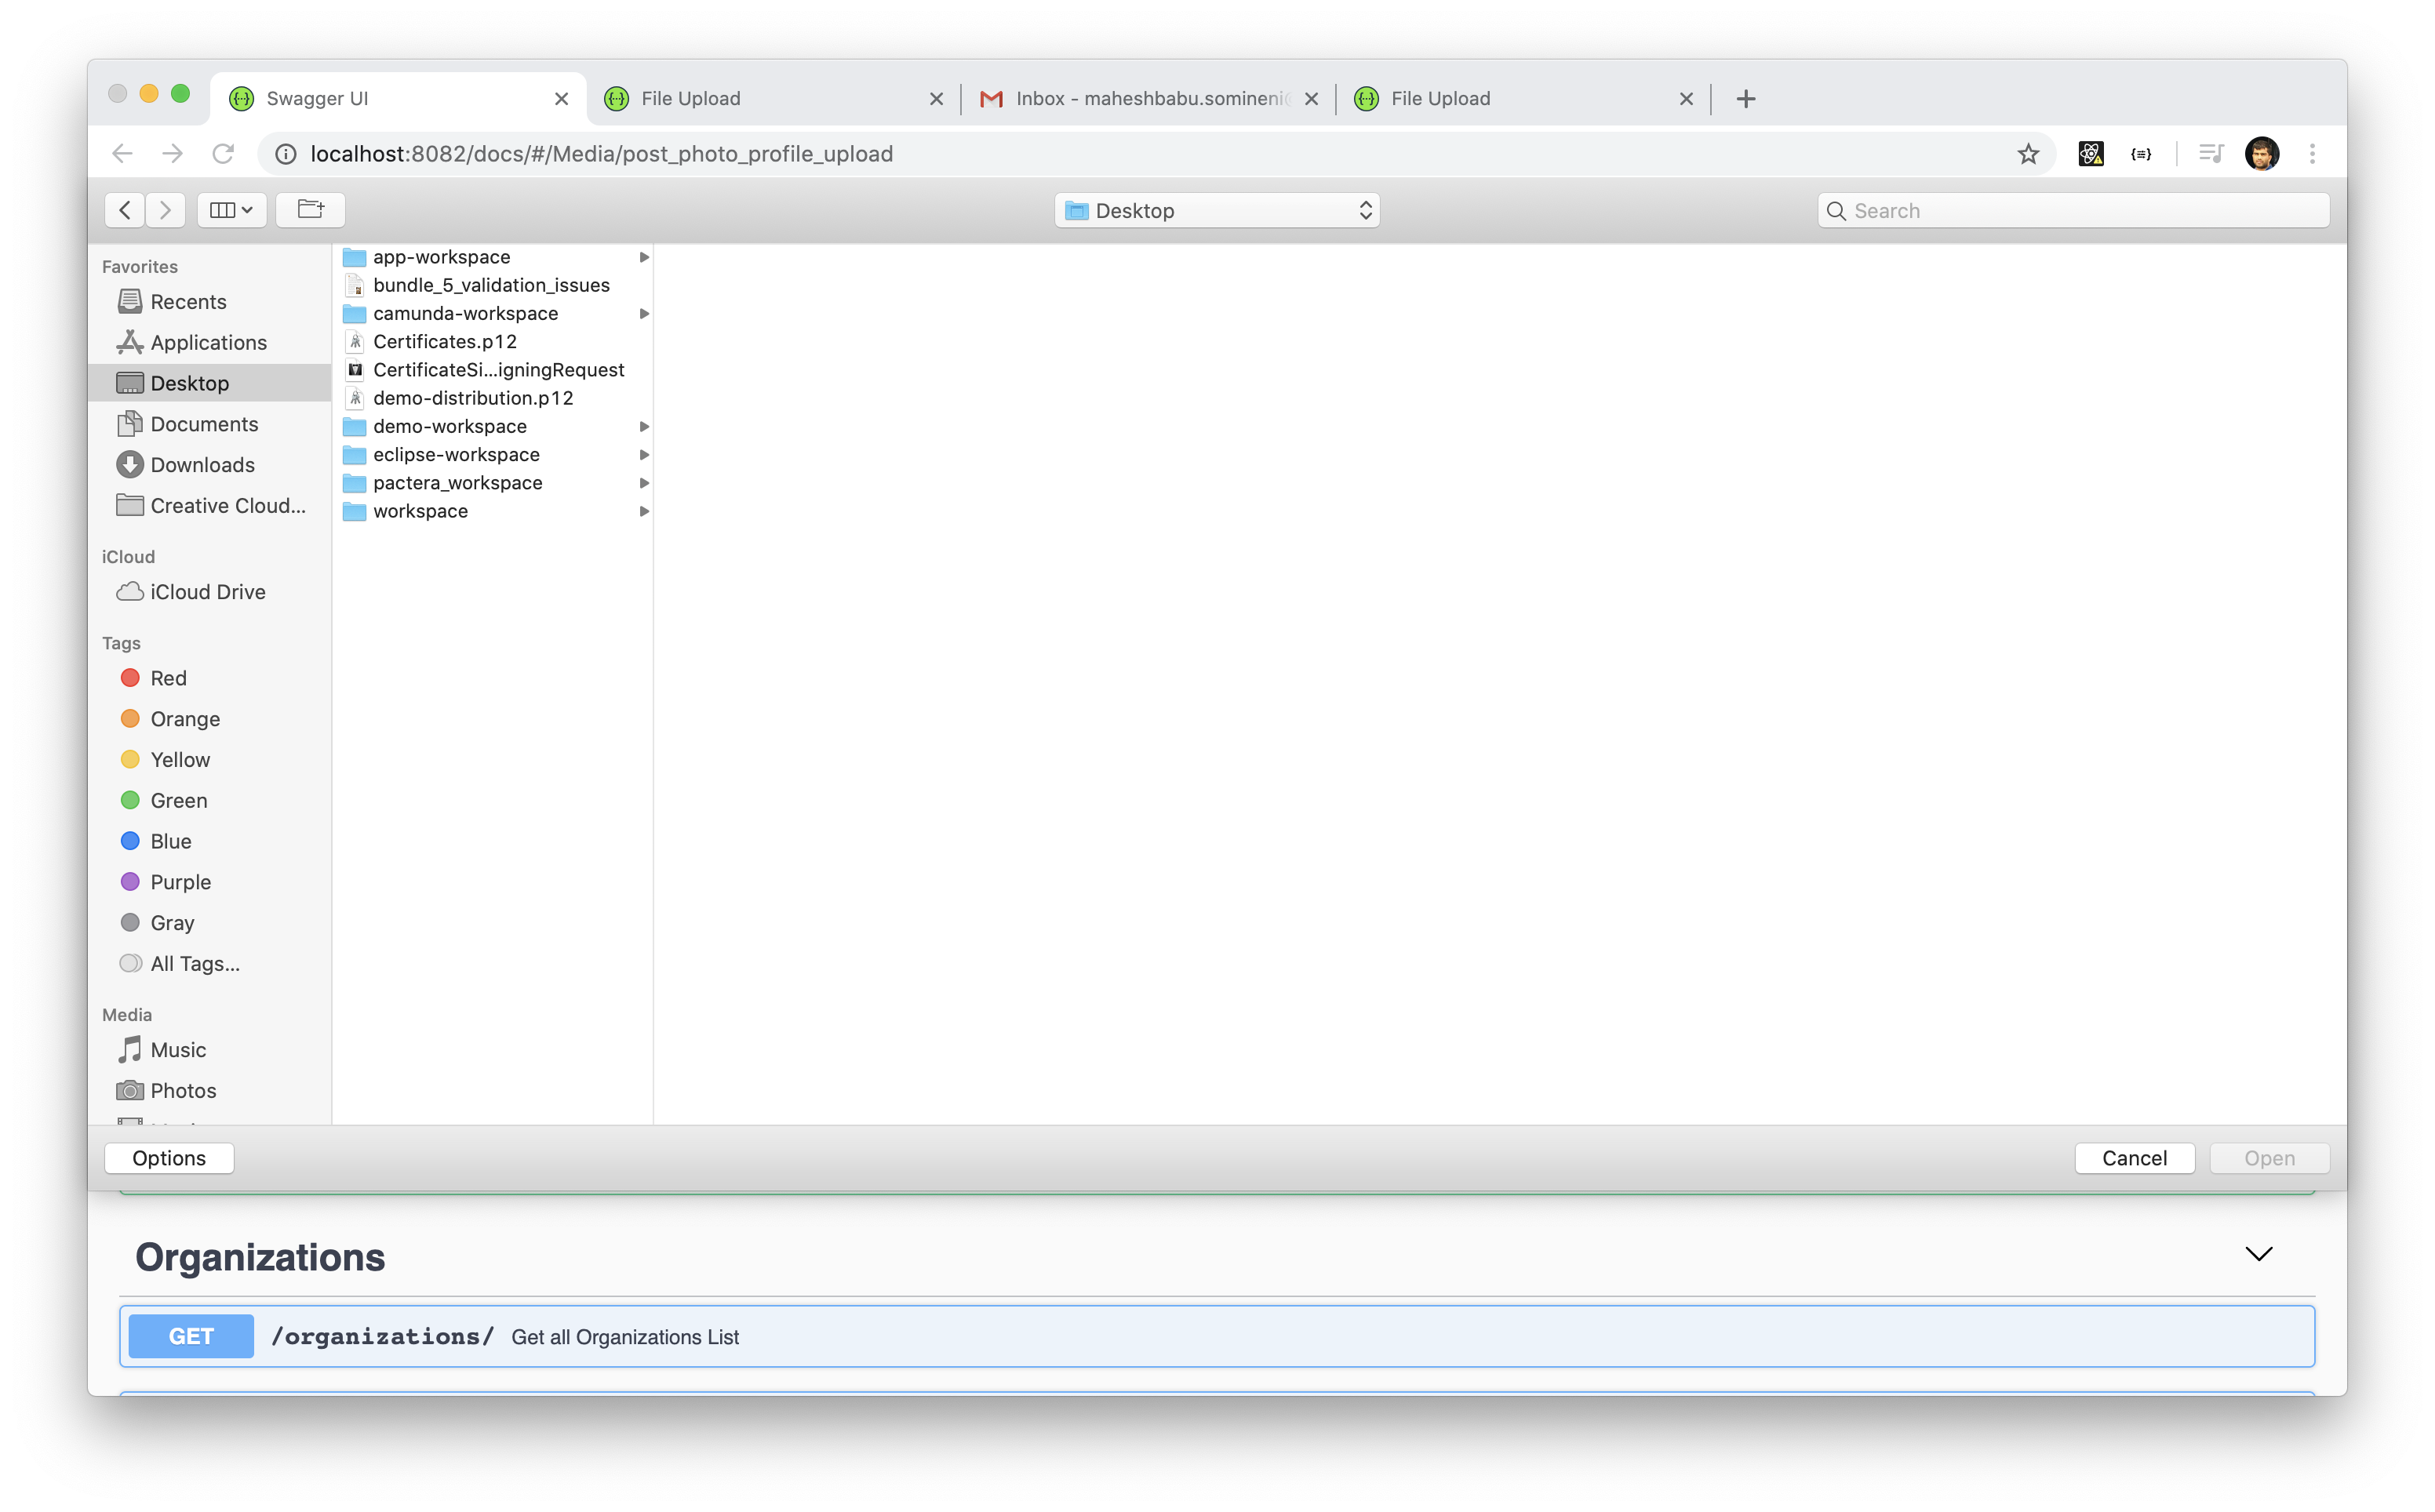 Swagger UI
File Upload
Inbox - maheshbabu.somineni
File Upload
localhost:8082/docs/#/Media/post_photo_profile_upload
Desktop
Search
Favorites
Recents
Applications
Desktop
Documents
Downloads
Creative Cloud...
iCloud
iCloud Drive
Tags
Red
Orange
Yellow
Green
Blue
Purple
Gray
All Tags...
Media
Music
Photos
app-workspace
bundle_5_validation_issues
camunda-workspace
Certificates.p12
CertificateSi...igningRequest
demo-distribution.p12
demo-workspace
eclipse-workspace
pactera_workspace
workspace
Options
Cancel
Open
Organizations
GET /organizations/ Get all Organizations List